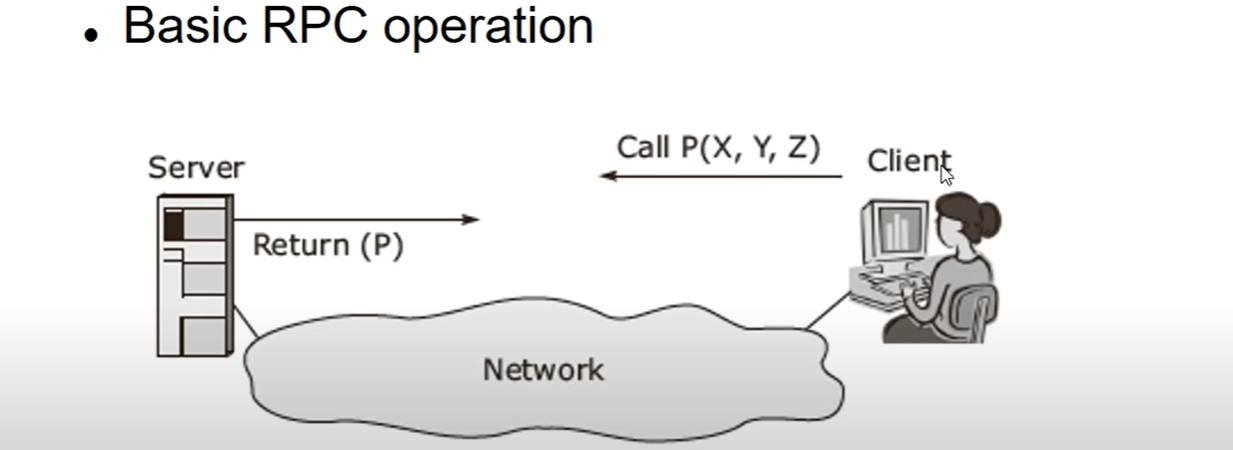 • Basic RPC operation
Call P(X, Y, Z)
Client
Server
Return (P)
Network